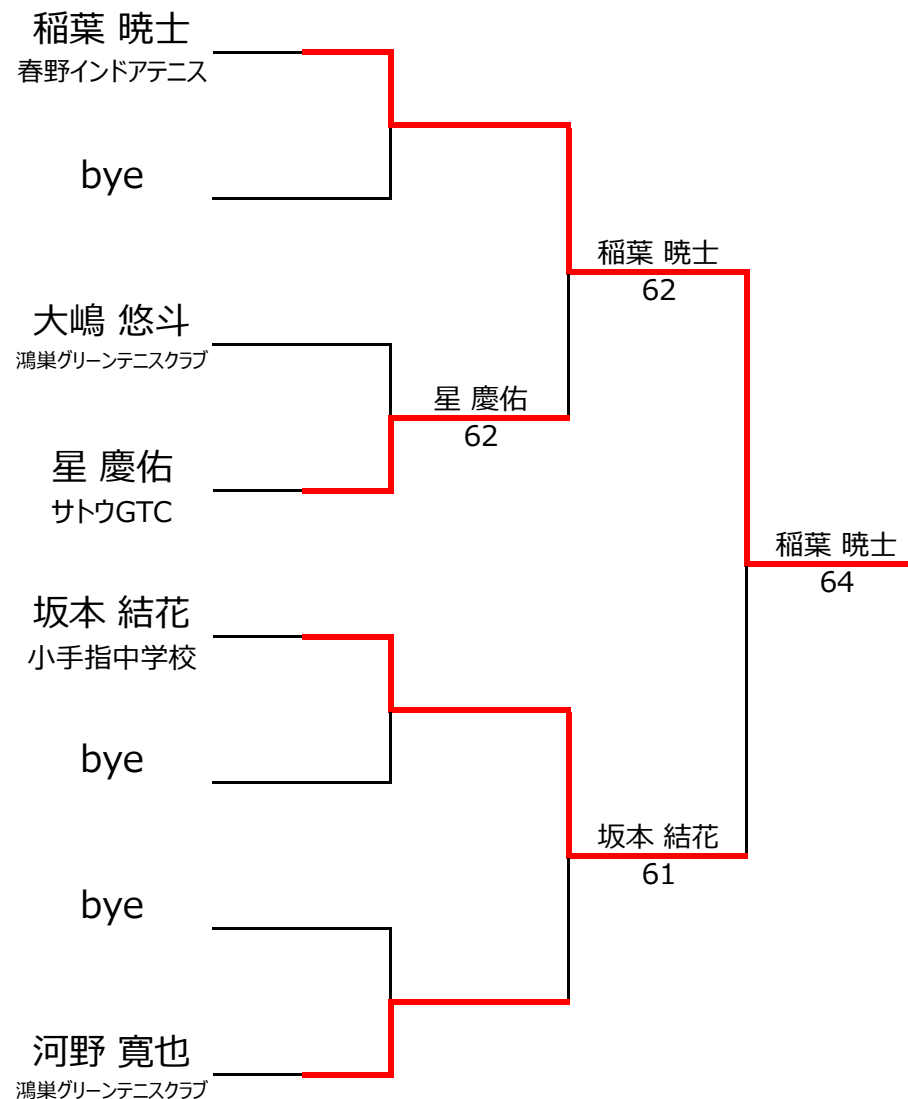 稲葉 暁士
春野インドアテニス
bye
稲葉 暁士
62
大嶋 悠斗
鴻巣グリーンテニスクラブ
星 慶佑
62
星 慶佑
サトウGTC
稲葉 暁士
64
坂本 結花
小手指中学校
bye
坂本 結花
61
bye
河野 寛也
鴻巣グリーンテニスクラブ